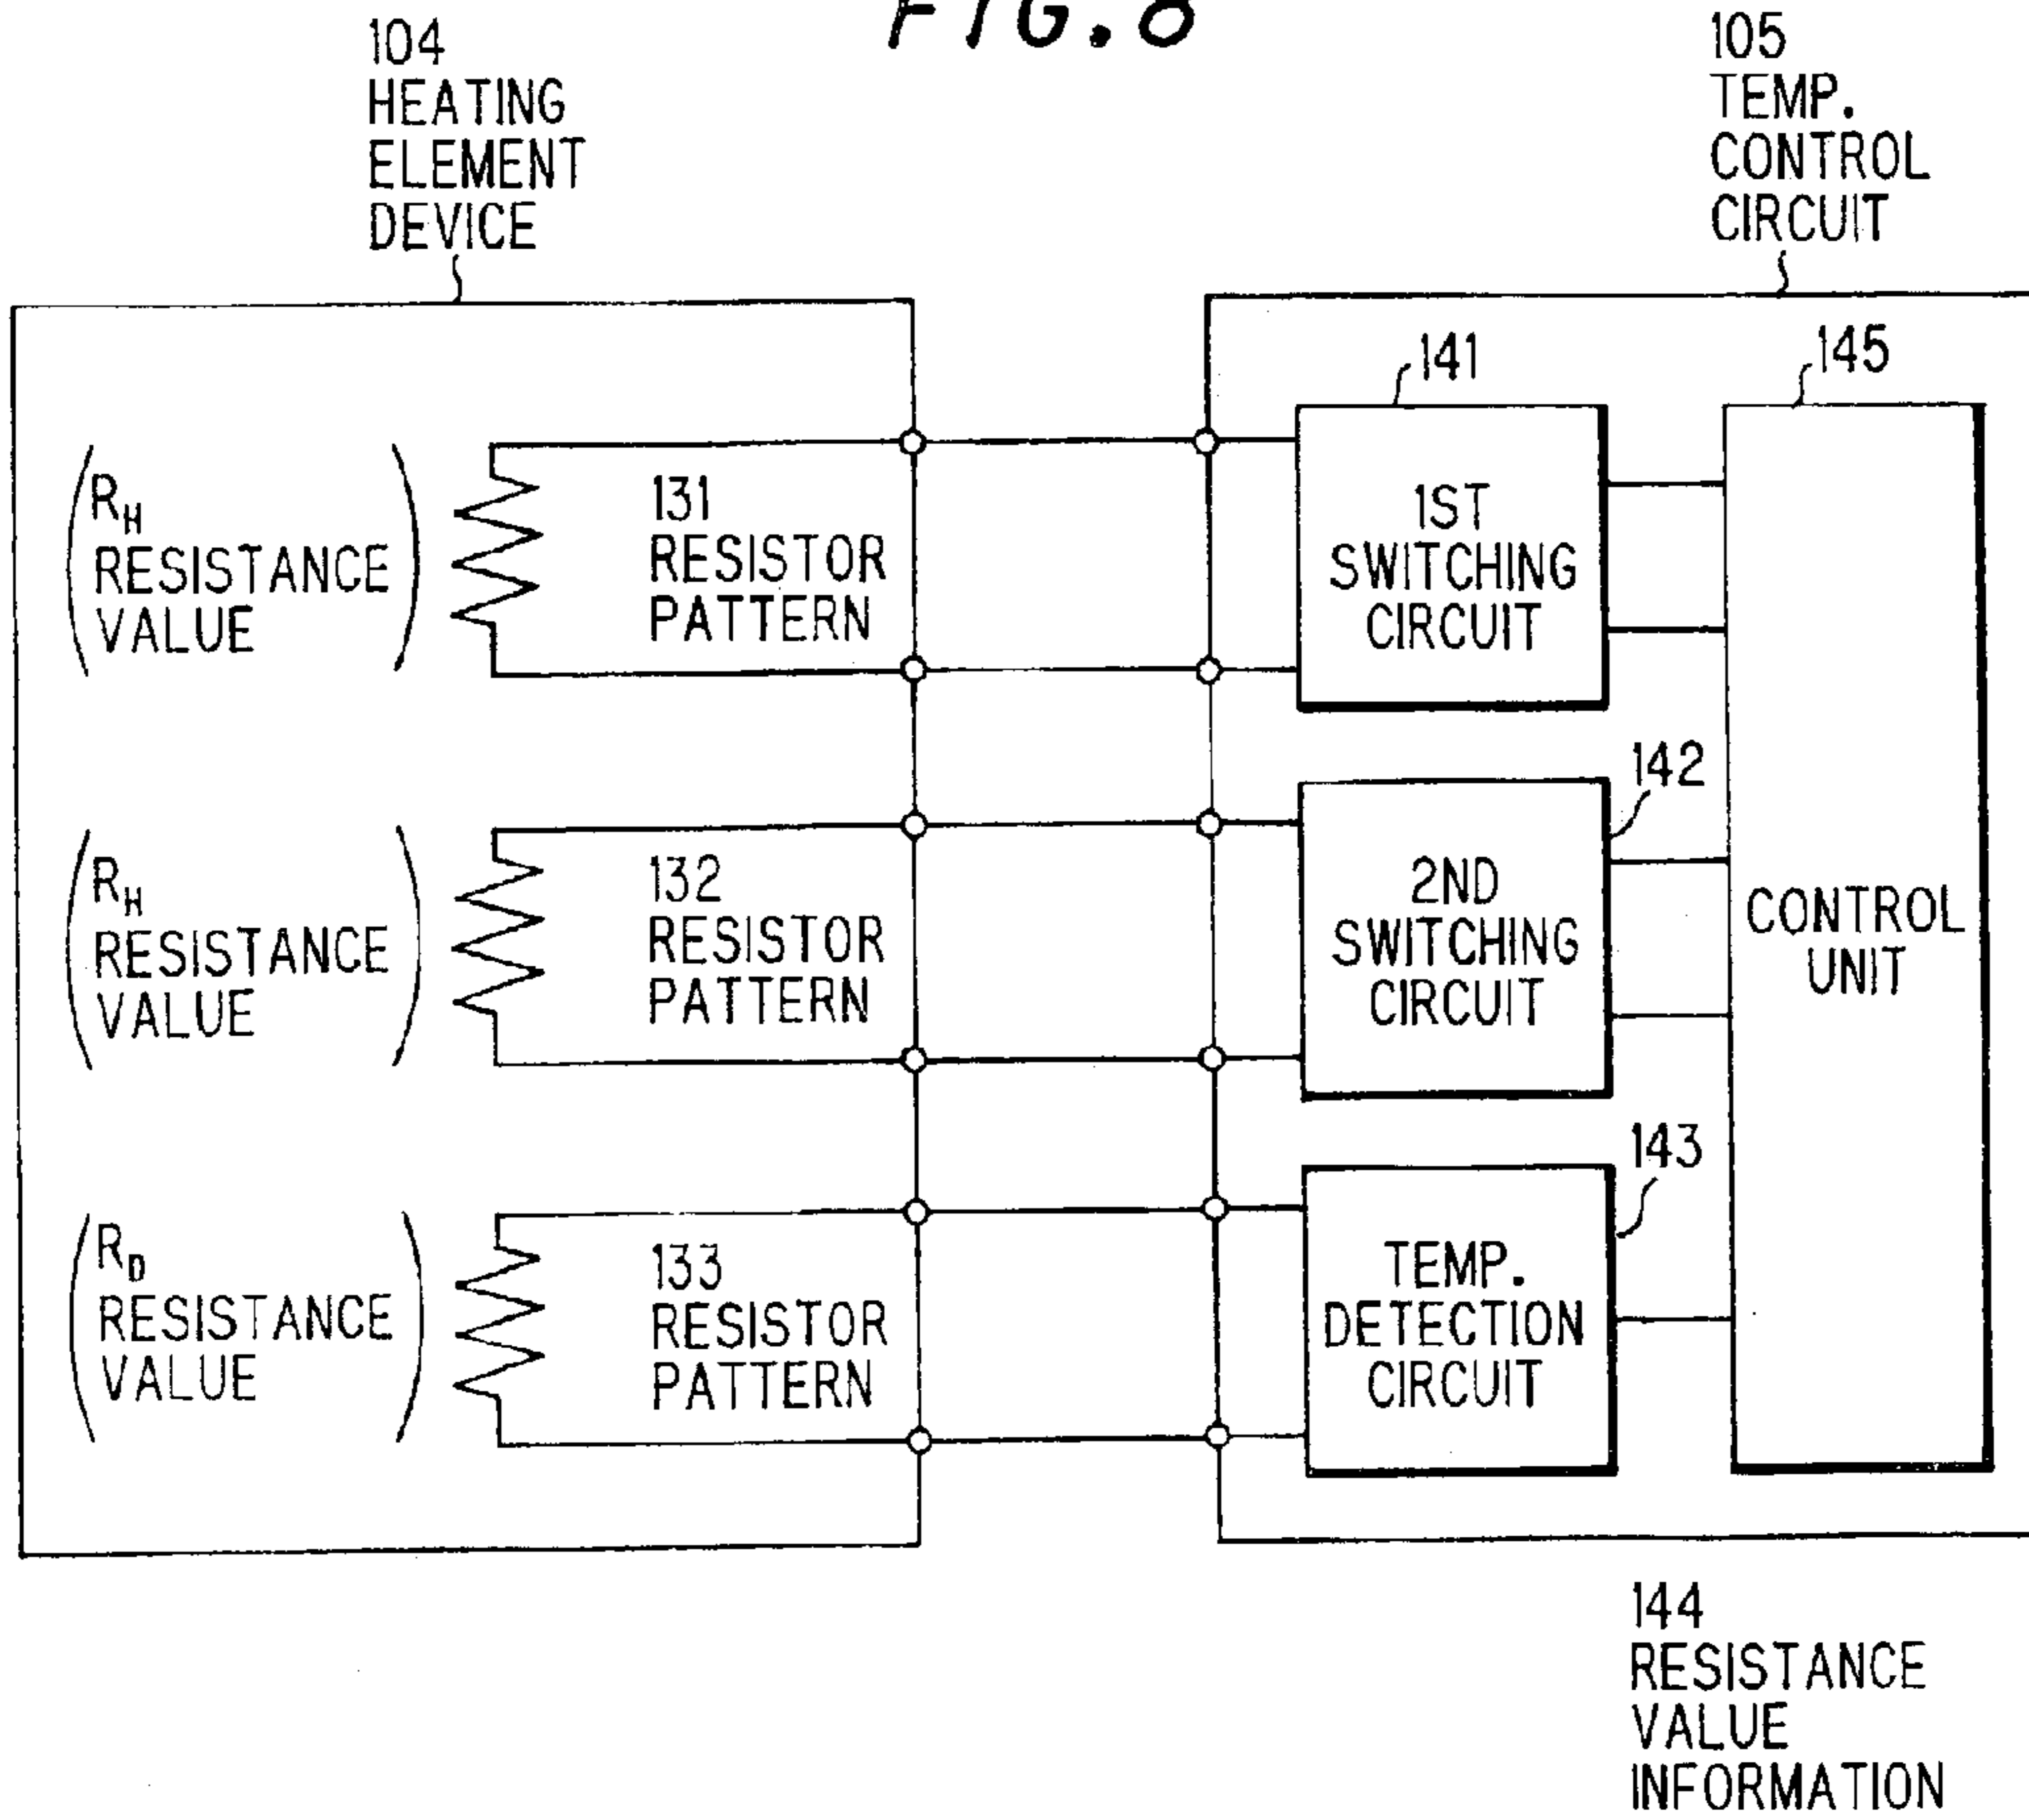 FIG.8
104
HEATING
ELEMENT
DEVICE
105
TEMP.
CONTROL
CIRCUIT
141
145
(R_H
RESISTANCE
VALUE)
131
RESISTOR
PATTERN
1ST
SWITCHING
CIRCUIT
142
(R_H
RESISTANCE
VALUE)
132
RESISTOR
PATTERN
2ND
SWITCHING
CIRCUIT
CONTROL
UNIT
143
(R_D
RESISTANCE
VALUE)
133
RESISTOR
PATTERN
TEMP.
DETECTION
CIRCUIT
144
RESISTANCE
VALUE
INFORMATION